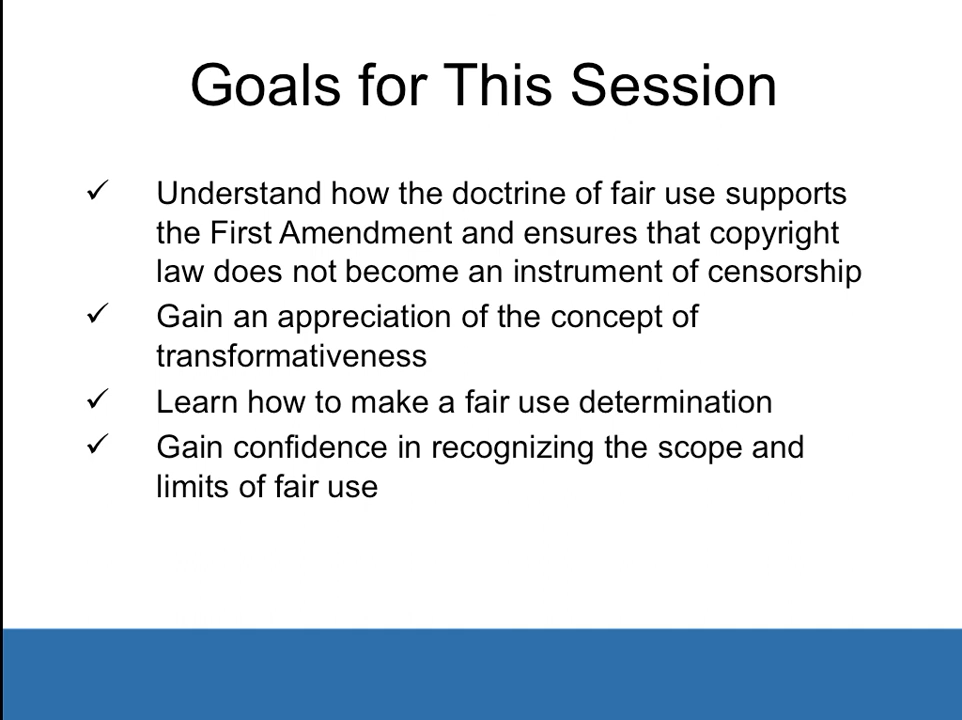 Goals for This Session
✓ Understand how the doctrine of fair use supports
the First Amendment and ensures that copyright
law does not become an instrument of censorship
✓ Gain an appreciation of the concept of
transformativeness
✓ Learn how to make a fair use determination
✓ Gain confidence in recognizing the scope and
limits of fair use